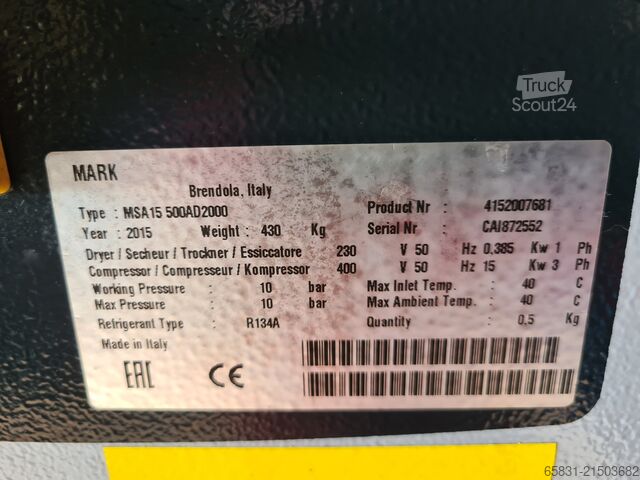 Truck
Scout24
MARK
Brendola, Italy
Type : MSA15 500AD2000 Product Nr : 4152007681
Year : 2015 Weight : 430 Kg Serial Nr : CAI872552
Dryer / Secheur / Trockner / Essiccatore 230 V 50 Hz 0,385 Kw 1 Ph
Compressor / Compresseur / Kompressor 400 V 50 Hz 15 Kw 3 Ph
Working Pressure : 10 bar Max Inlet Temp. : 40 C
Max Pressure : 10 bar Max Ambient Temp. : 40 C
Refrigerant Type : R134A Quantity : 0,5 Kg
Made in Italy
EAC CE
65831-21503682